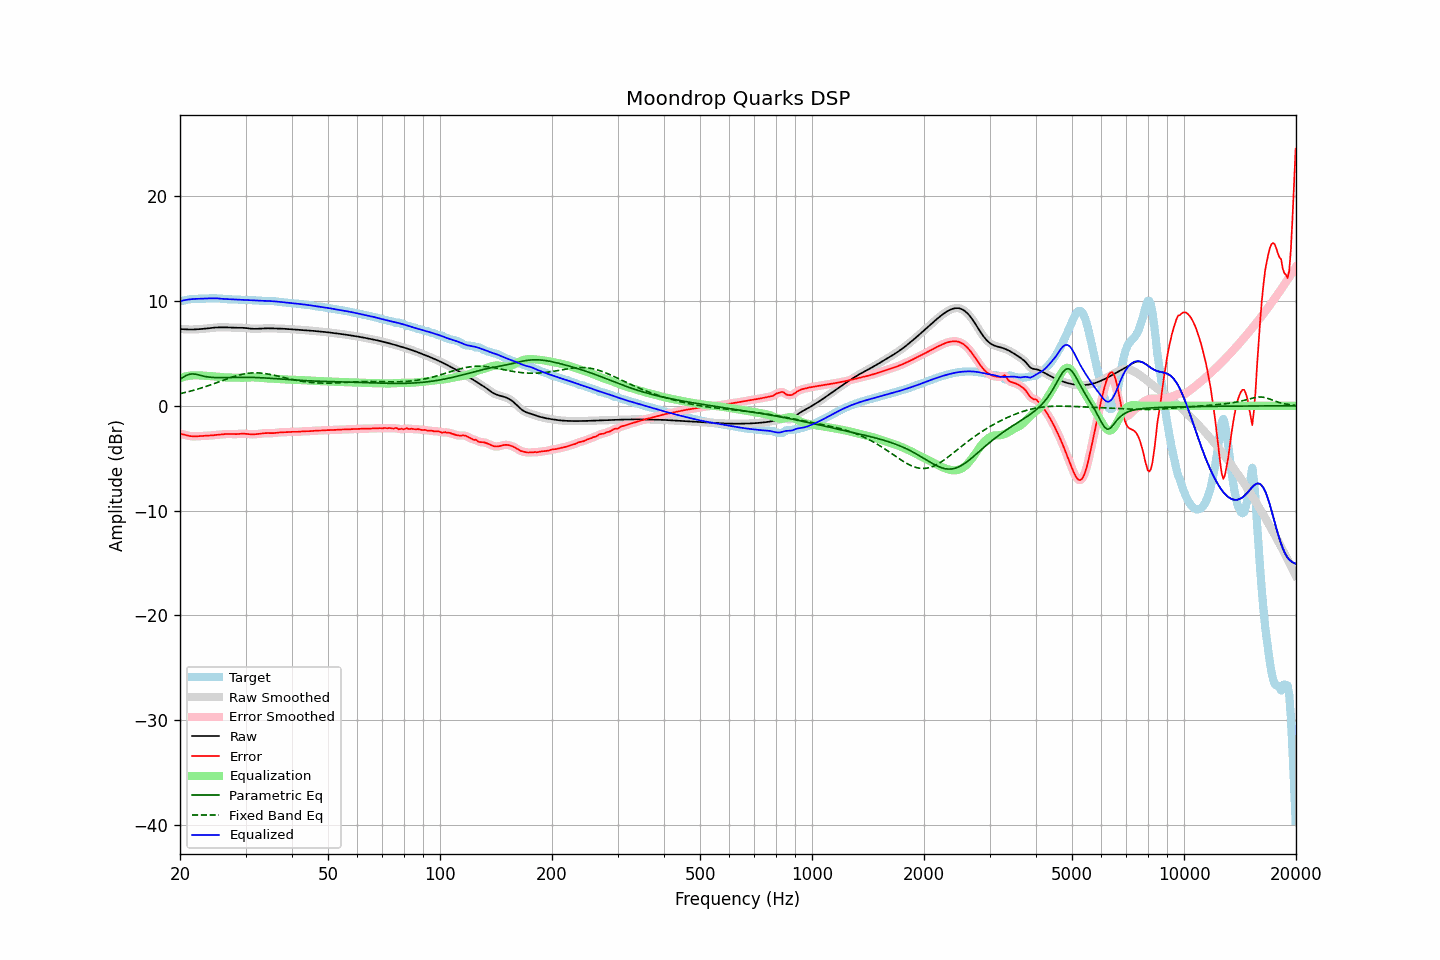 Moondrop Quarks DSP
Amplitude (dBr)
20
10
0
−10
−20
−30
−40
Target
Raw Smoothed
Error Smoothed
Raw
Error
Equalization
Parametric Eq
Fixed Band Eq
Equalized
20 50 100 200 500 1000 2000 5000 10000 20000
Frequency (Hz)